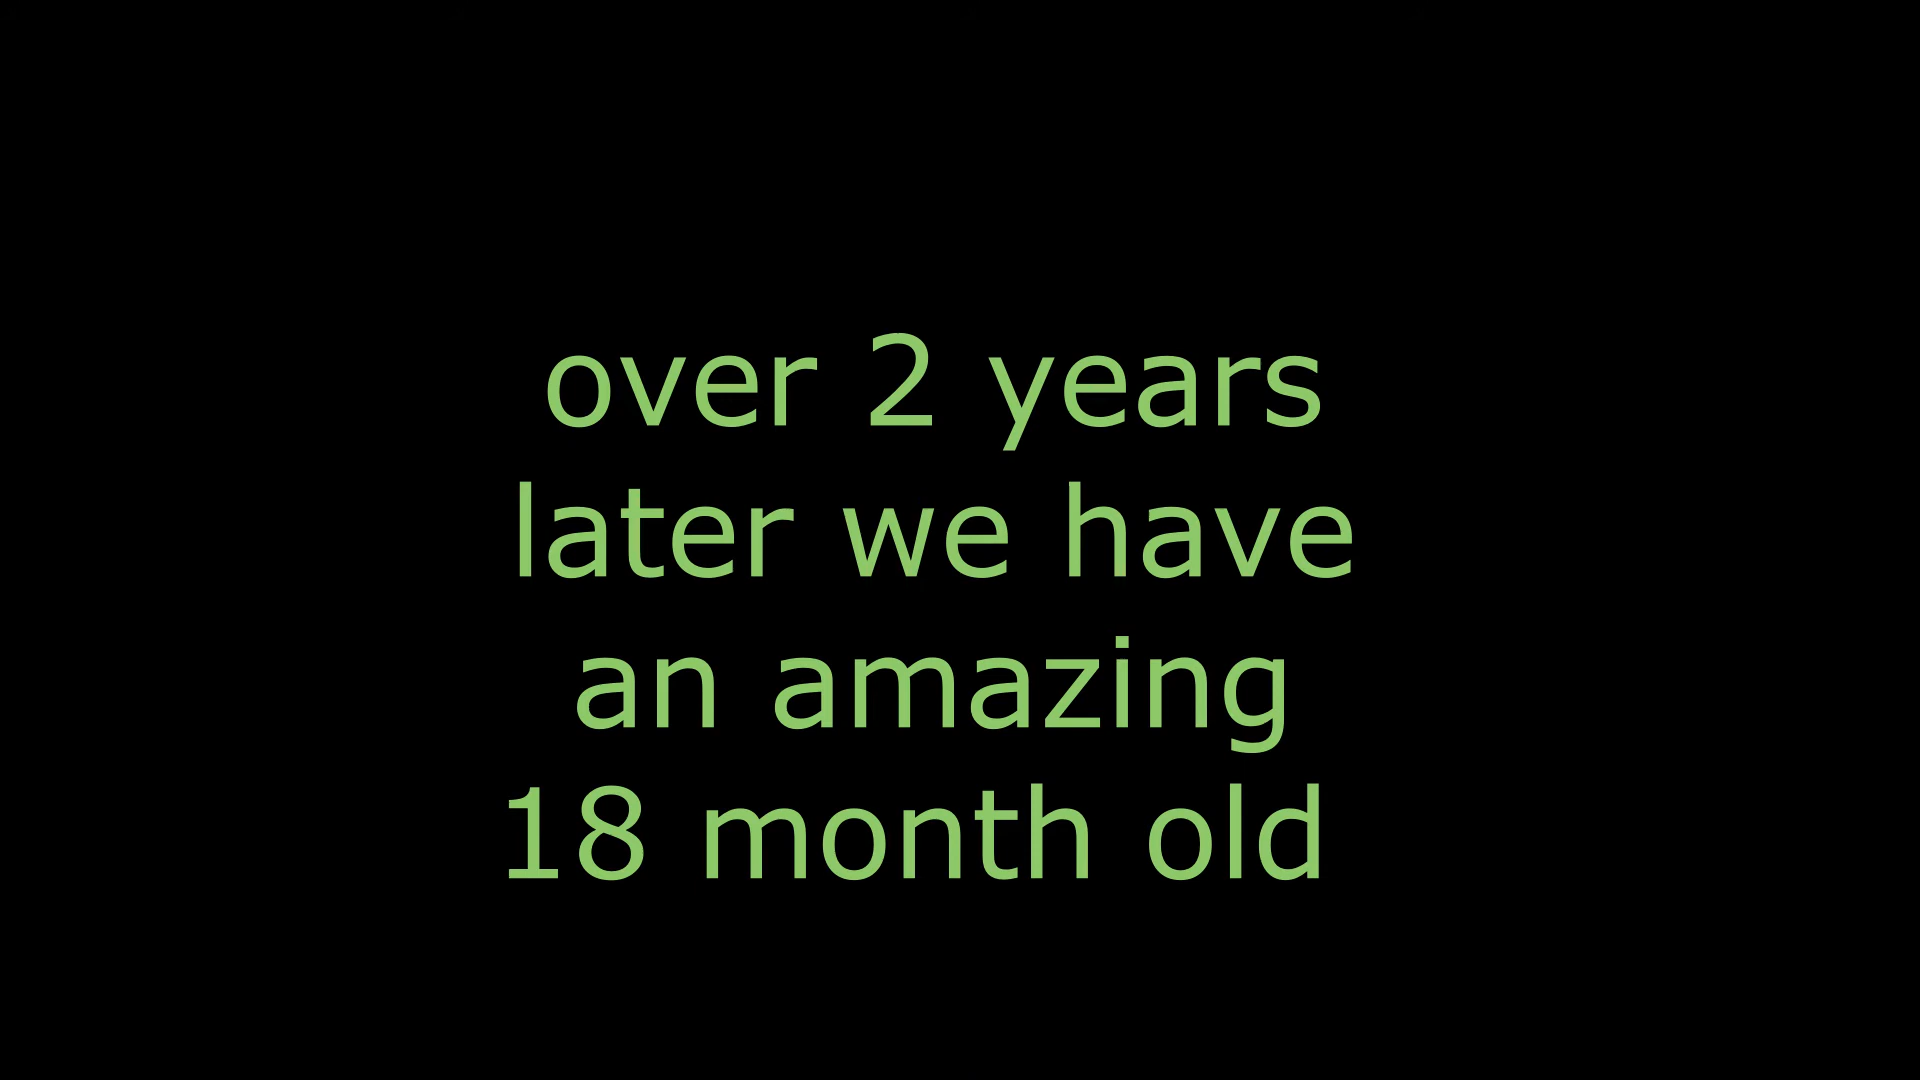 over 2 years
later we have
an amazing
18 month old